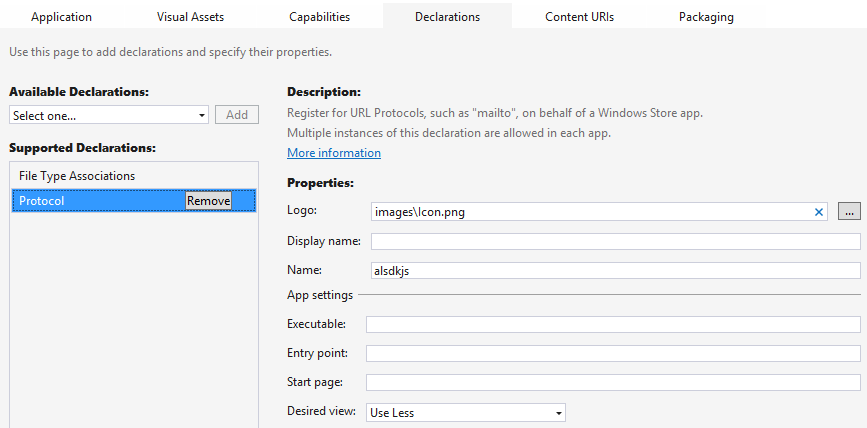 Application Visual Assets Capabilities Declarations Content URIs Packaging
Use this page to add declarations and specify their properties.
Available Declarations:
Select one... Add
Supported Declarations:
File Type Associations
Protocol Remove
Description:
Register for URL Protocols, such as "mailto", on behalf of a Windows Store app.
Multiple instances of this declaration are allowed in each app.
More information
Properties:
Logo: images\Icon.png ✕ ...
Display name:
Name: alsdkjs
App settings
Executable:
Entry point:
Start page:
Desired view: Use Less